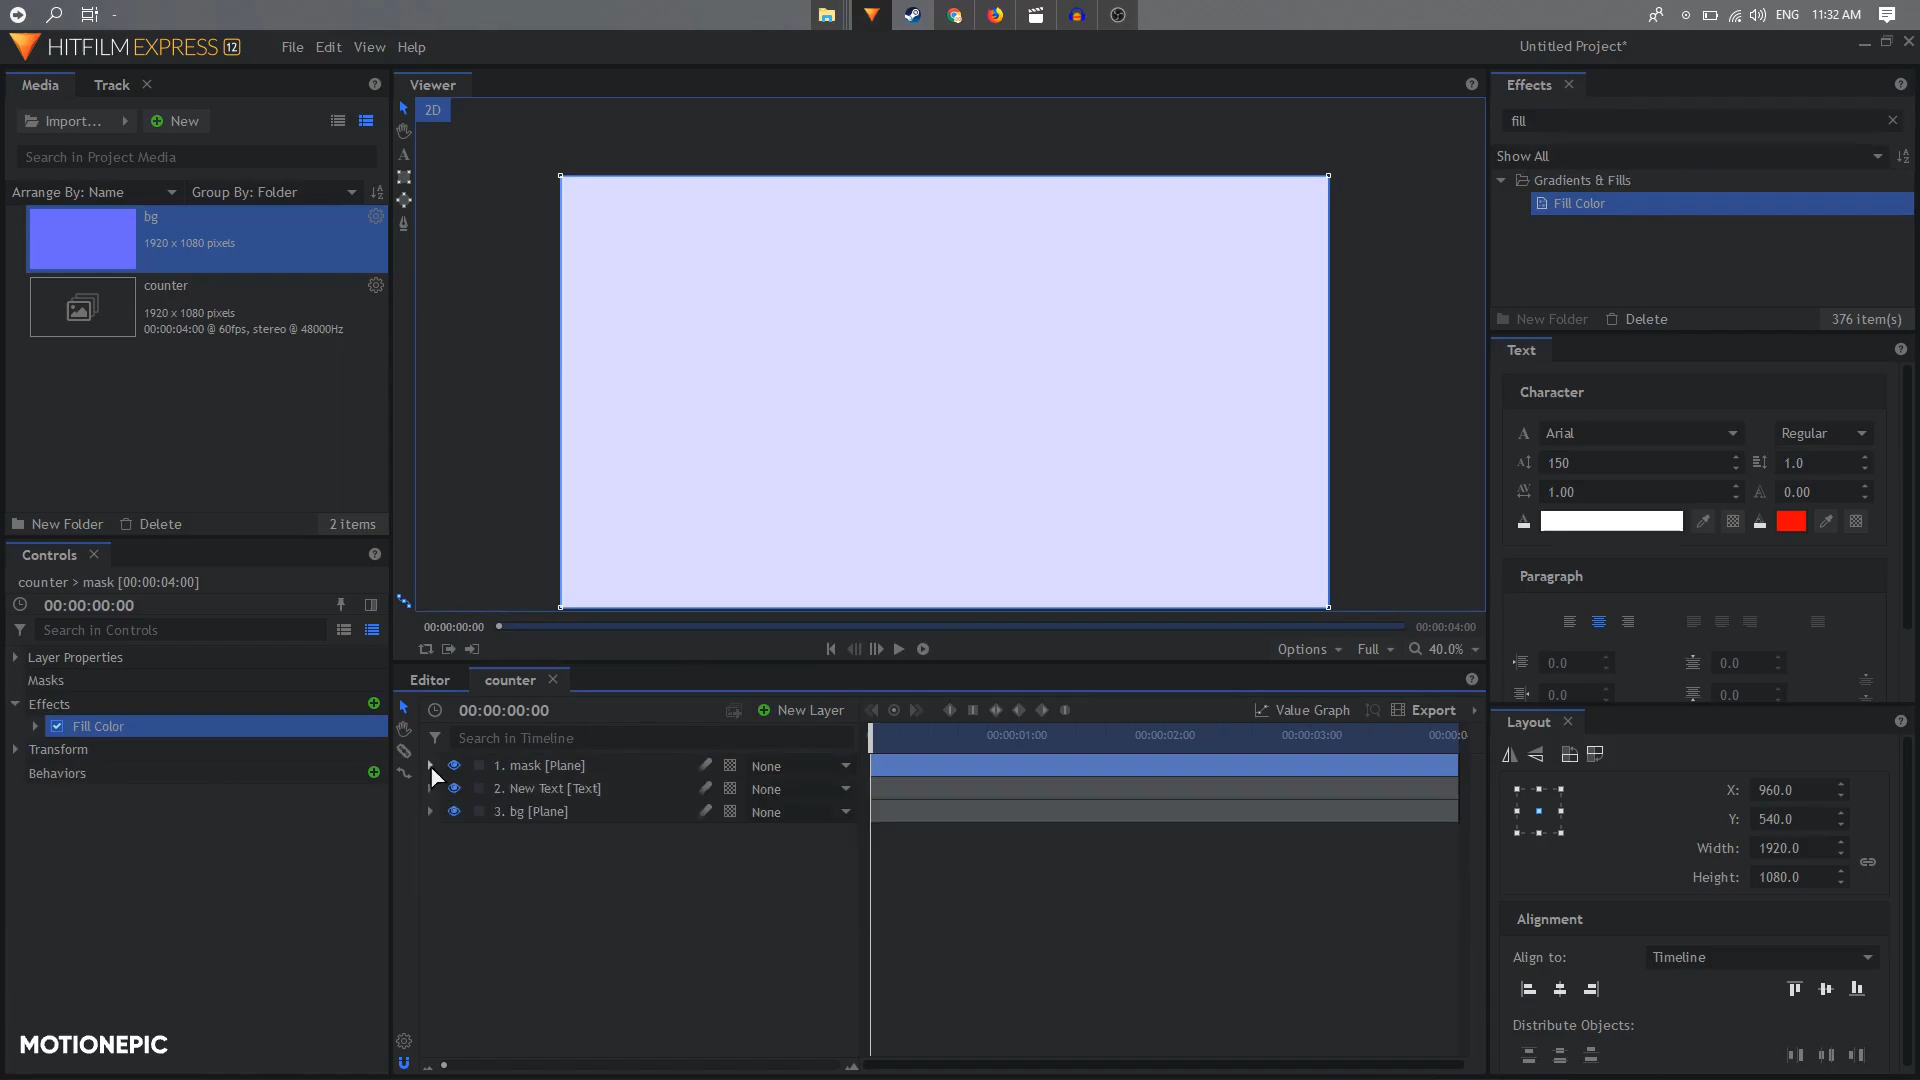 ENG
11:32 AM
HITFILM EXPRESS 12
File
Edit
View
Help
Untitled Project*
Media
Track
Import...
New
Search in Project Media
Arrange By: Name
Group By: Folder
bg
1920 x 1080 pixels
counter
1920 x 1080 pixels
00:00:04:00 @ 60fps, stereo @ 48000Hz
New Folder
Delete
2 items
Controls
counter > mask [00:00:04:00]
00:00:00:00
Search in Controls
Layer Properties
Masks
Effects
Fill Color
Transform
Behaviors
MOTIONEPIC
Viewer
2D
00:00:00:00
00:00:04:00
Options
Full
40.0%
Editor
counter
00:00:00:00
New Layer
Value Graph
Export
Search in Timeline
00:00:01:00
00:00:02:00
00:00:03:00
00:00:0
1. mask [Plane]
None
2. New Text [Text]
None
3. bg [Plane]
None
Effects
fill
Show All
Gradients & Fills
Fill Color
New Folder
Delete
376 item(s)
Text
Character
Arial
Regular
150
1.0
1.00
0.00
Paragraph
0.0
0.0
0.0
0.0
Layout
X: 960.0
Y: 540.0
Width: 1920.0
Height: 1080.0
Alignment
Align to:
Timeline
Distribute Objects: